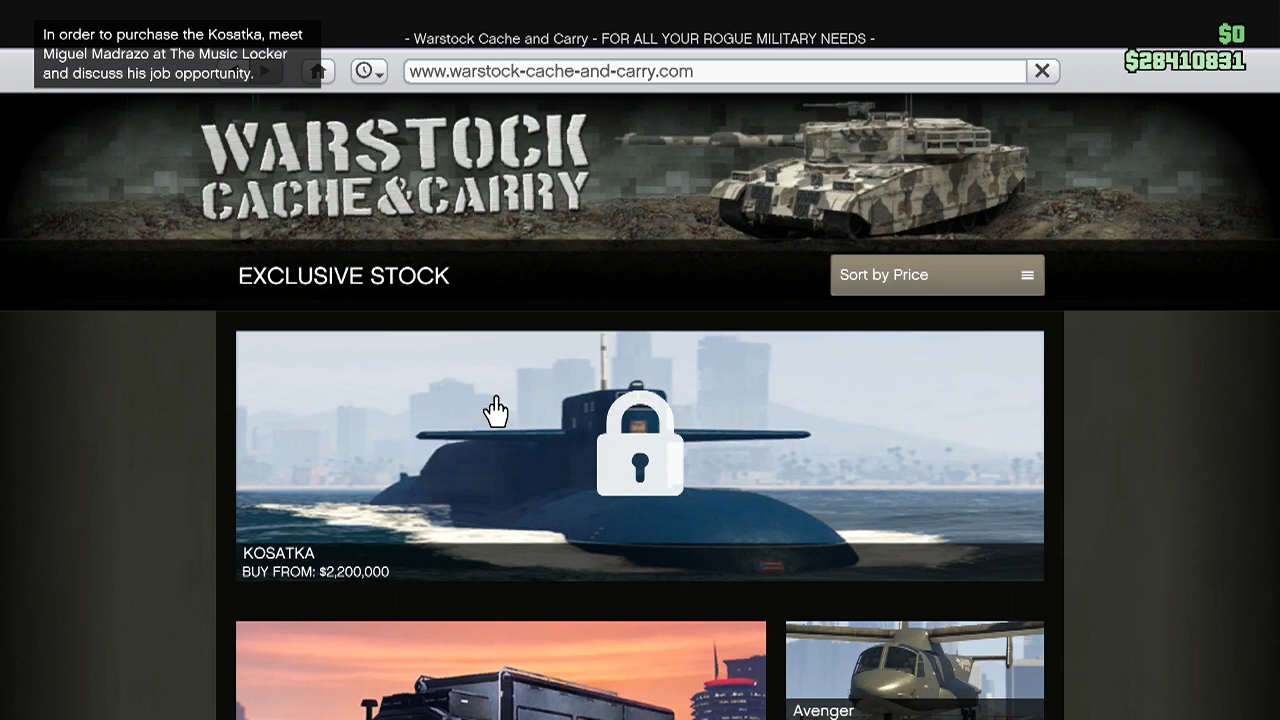 In order to purchase the Kosatka, meet
Miguel Madrazo at The Music Locker
and discuss his job opportunity.
- Warstock Cache and Carry - FOR ALL YOUR ROGUE MILITARY NEEDS -
$0
$28410831
www.warstock-cache-and-carry.com
WARSTOCK
CACHE&CARRY
EXCLUSIVE STOCK
Sort by Price
KOSATKA
BUY FROM: $2,200,000
Avenger